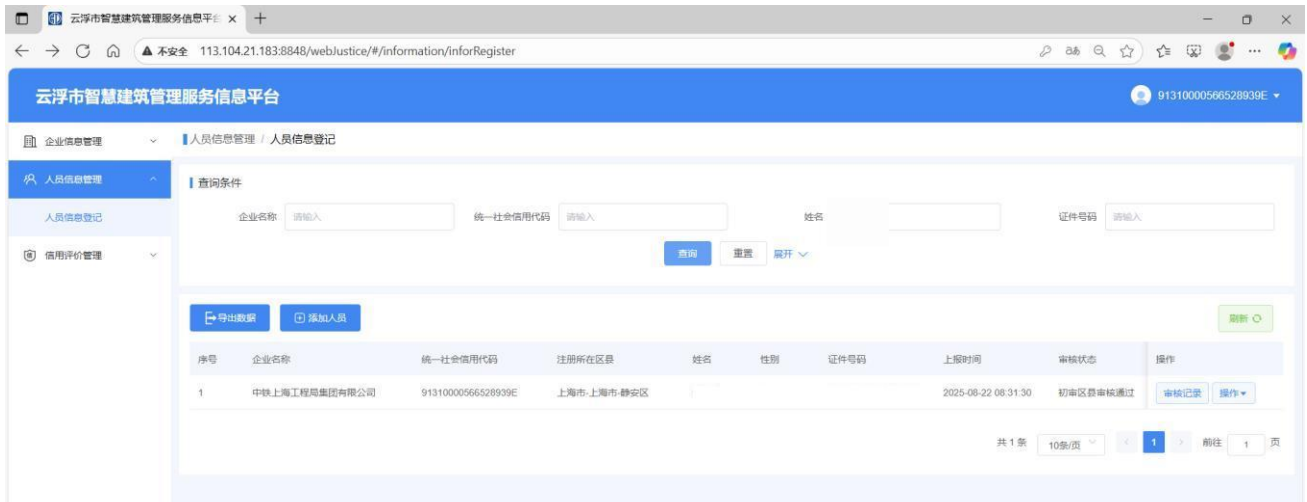 云浮市智慧建筑管理服务信息平台
不安全 113.104.21.183:8848/webJustice/#/information/inforRegister
云浮市智慧建筑管理服务信息平台 91310000566528939E
企业信息管理
人员信息管理 / 人员信息登记
人员信息管理
人员信息登记
信用评价管理
查询条件
企业名称 请输入 统一社会信用代码 请输入 姓名 证件号码 请输入
查询 重置 展开
导出数据 添加人员 刷新
序号 企业名称 统一社会信用代码 注册所在区县 姓名 性别 证件号码 上报时间 审核状态 操作
1 中铁上海工程局集团有限公司 91310000566528939E 上海市-上海市-静安区 2025-08-22 08:31:30 初审区县审核通过 审核记录 操作
共 1 条 10条/页 1 前往 1 页